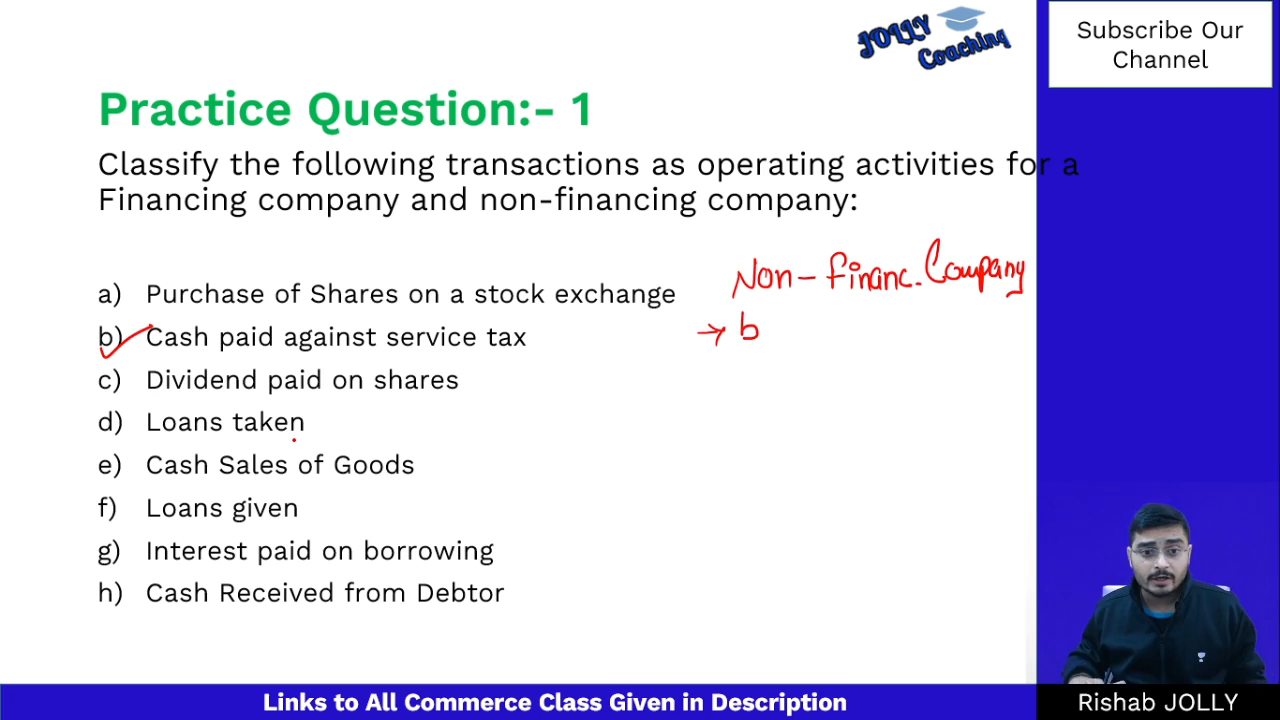 JOLLY
Coaching
Subscribe Our
Channel
Practice Question:- 1
Classify the following transactions as operating activities for a
Financing company and non-financing company:
Non-Financ. Company
→ b
a) Purchase of Shares on a stock exchange
b) Cash paid against service tax
c) Dividend paid on shares
d) Loans taken
e) Cash Sales of Goods
f) Loans given
g) Interest paid on borrowing
h) Cash Received from Debtor
Links to All Commerce Class Given in Description
Rishab JOLLY